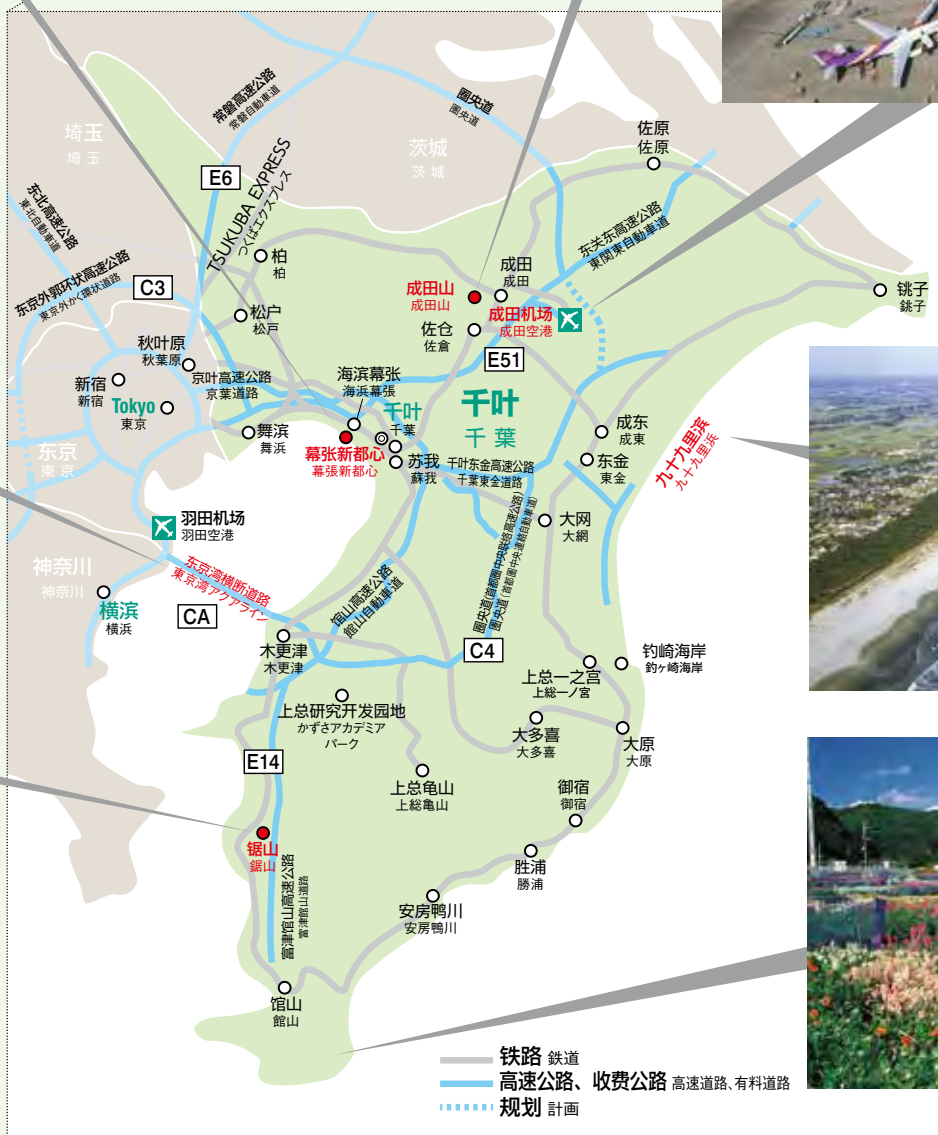 埼玉
埼 玉
茨城
茨 城
常磐高速公路
常磐自動車道
圈央道
圏央道
佐原
佐原
E6
TSUKUBA EXPRESS
つくばエクスプレス
东北高速公路
東北自動車道
东京外郭环状高速公路
東京外かく環状道路
C3
柏
柏
东关东高速公路
東関東自動車道
成田
成田
成田山
成田山
成田机场
成田空港
铫子
銚子
松户
松戸
佐仓
佐倉
E51
秋叶原
秋葉原
新宿
新宿
京叶高速公路
京葉道路
海滨幕张
海浜幕張
Tokyo
東京
千叶
千葉
千叶
千 葉
舞滨
舞浜
成东
成東
东京
東 京
幕张新都心
幕張新都心
苏我
蘇我
千叶东金高速公路
千葉東金道路
东金
東金
九十九里滨
九十九里浜
羽田机场
羽田空港
大网
大網
圈央道(首都圈中央联络高速公路)
圏央道(首都圏中央連絡自動車道)
神奈川
神奈川
东京湾横断道路
東京湾アクアライン
馆山高速公路
館山自動車道
横滨
横浜
CA
木更津
木更津
C4
钓崎海岸
釣ヶ崎海岸
上总一之宫
上総一ノ宮
上总研究开发园地
かずさアカデミア
パーク
大多喜
大多喜
大原
大原
E14
上总龟山
上総亀山
御宿
御宿
锯山
鋸山
胜浦
勝浦
富津馆山高速公路
富津館山道路
安房鸭川
安房鴨川
馆山
館山
铁路 鉄道
高速公路、收费公路 高速道路、有料道路
规划 計画